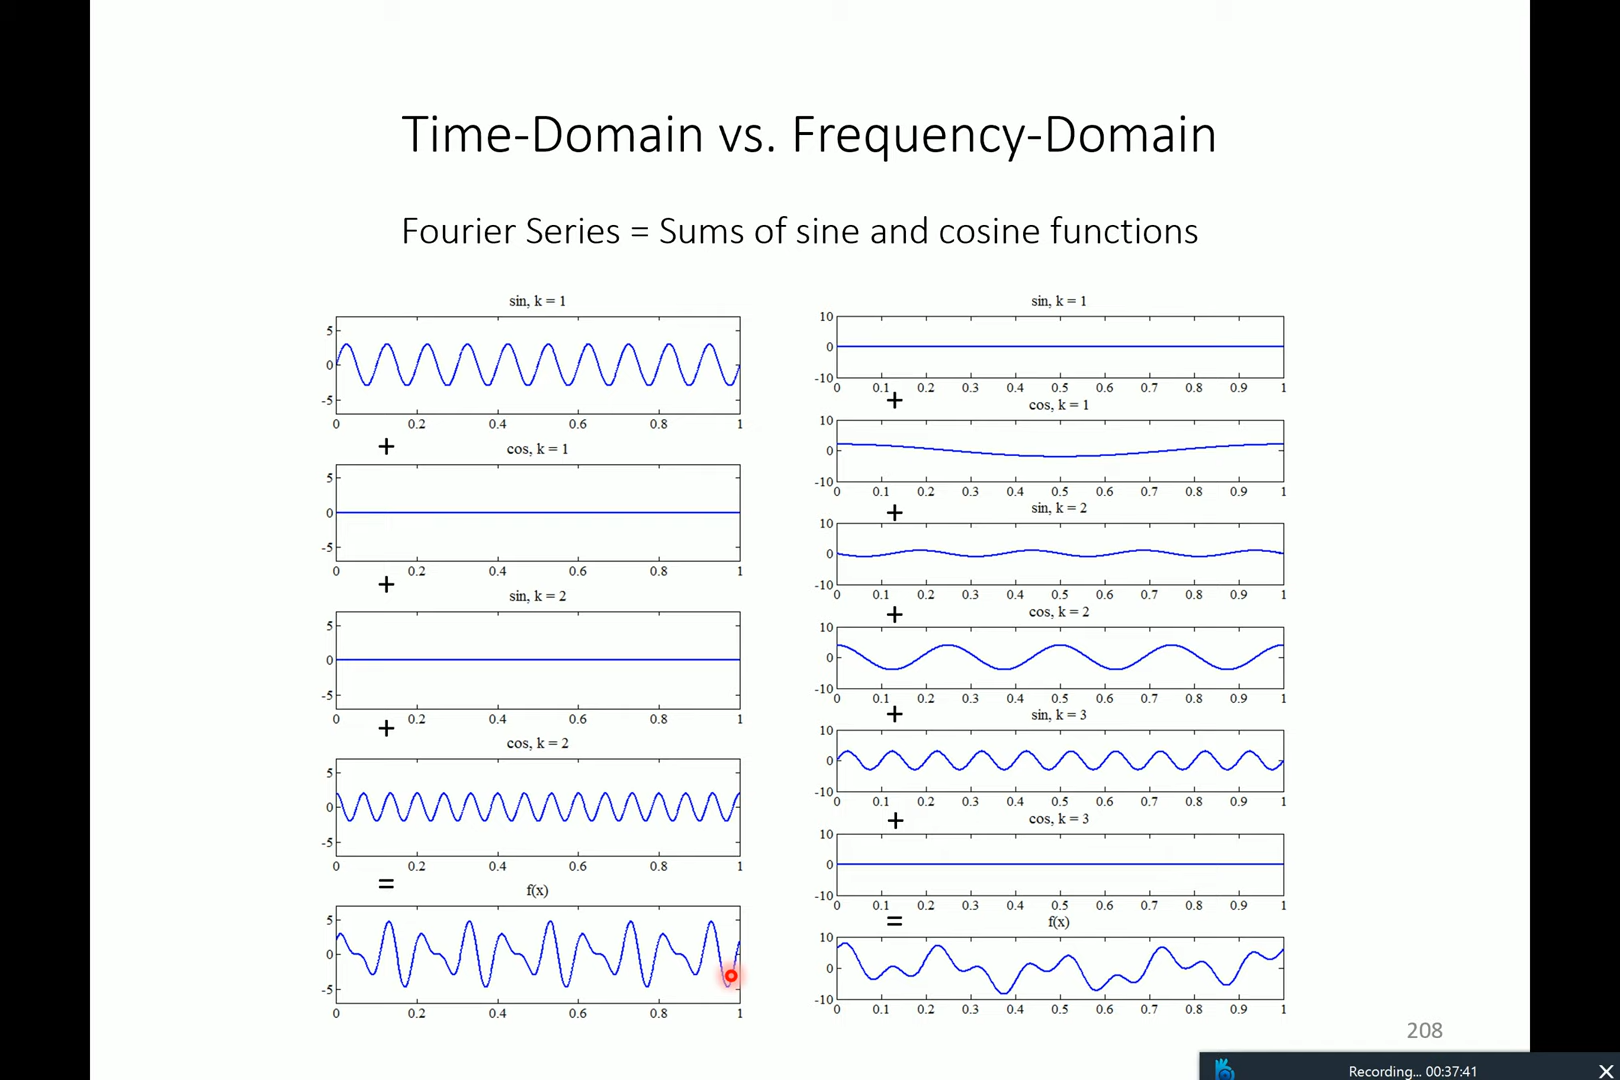 Time-Domain vs. Frequency-Domain
Fourier Series = Sums of sine and cosine functions
sin, k = 1
5
0
-5
0 0.2 0.4 0.6 0.8 1
+
cos, k = 1
5
0
-5
0 0.2 0.4 0.6 0.8 1
+
sin, k = 2
5
0
-5
0 0.2 0.4 0.6 0.8 1
+
cos, k = 2
5
0
-5
0 0.2 0.4 0.6 0.8 1
=
f(x)
5
0
-5
0 0.2 0.4 0.6 0.8 1
sin, k = 1
10
0
-10
0 0.1 0.2 0.3 0.4 0.5 0.6 0.7 0.8 0.9 1
+
cos, k = 1
10
0
-10
0 0.1 0.2 0.3 0.4 0.5 0.6 0.7 0.8 0.9 1
+
sin, k = 2
10
0
-10
0 0.1 0.2 0.3 0.4 0.5 0.6 0.7 0.8 0.9 1
+
cos, k = 2
10
0
-10
0 0.1 0.2 0.3 0.4 0.5 0.6 0.7 0.8 0.9 1
+
sin, k = 3
10
0
-10
0 0.1 0.2 0.3 0.4 0.5 0.6 0.7 0.8 0.9 1
+
cos, k = 3
10
0
-10
0 0.1 0.2 0.3 0.4 0.5 0.6 0.7 0.8 0.9 1
=
f(x)
10
0
-10
0 0.1 0.2 0.3 0.4 0.5 0.6 0.7 0.8 0.9 1
208
Recording... 00:37:41